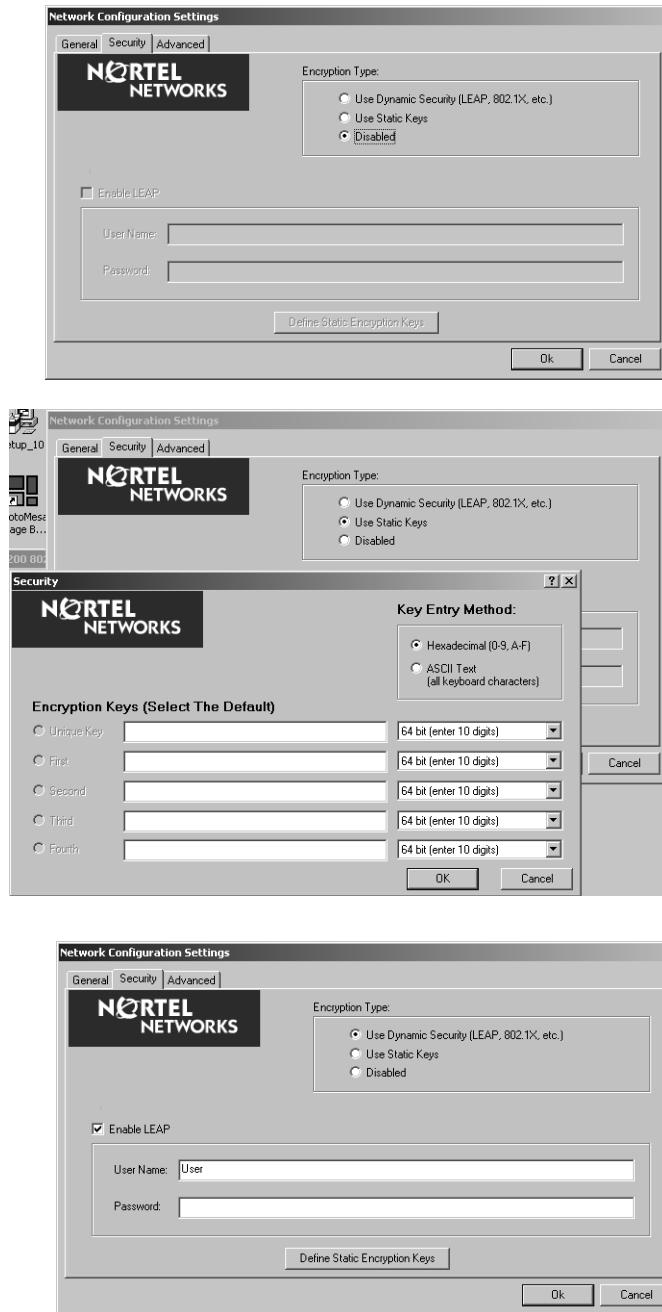 Network Configuration Settings
General Security Advanced
NORTEL
NETWORKS
Encryption Type:
Use Dynamic Security (LEAP, 802.1X, etc.)
Use Static Keys
Disabled
Enable LEAP
User Name:
Password:
Define Static Encryption Keys
Ok Cancel
etup_10
otoMesa
age B...
200 802
Network Configuration Settings
General Security Advanced
NORTEL
NETWORKS
Encryption Type:
Use Dynamic Security (LEAP, 802.1X, etc.)
Use Static Keys
Disabled
Cancel
Security
NORTEL
NETWORKS
Key Entry Method:
Hexadecimal (0-9, A-F)
ASCII Text
(all keyboard characters)
Encryption Keys (Select The Default)
Unique Key 64 bit (enter 10 digits)
First 64 bit (enter 10 digits)
Second 64 bit (enter 10 digits)
Third 64 bit (enter 10 digits)
Fourth 64 bit (enter 10 digits)
OK Cancel
Network Configuration Settings
General Security Advanced
NORTEL
NETWORKS
Encryption Type:
Use Dynamic Security (LEAP, 802.1X, etc.)
Use Static Keys
Disabled
Enable LEAP
User Name: User
Password:
Define Static Encryption Keys
Ok Cancel